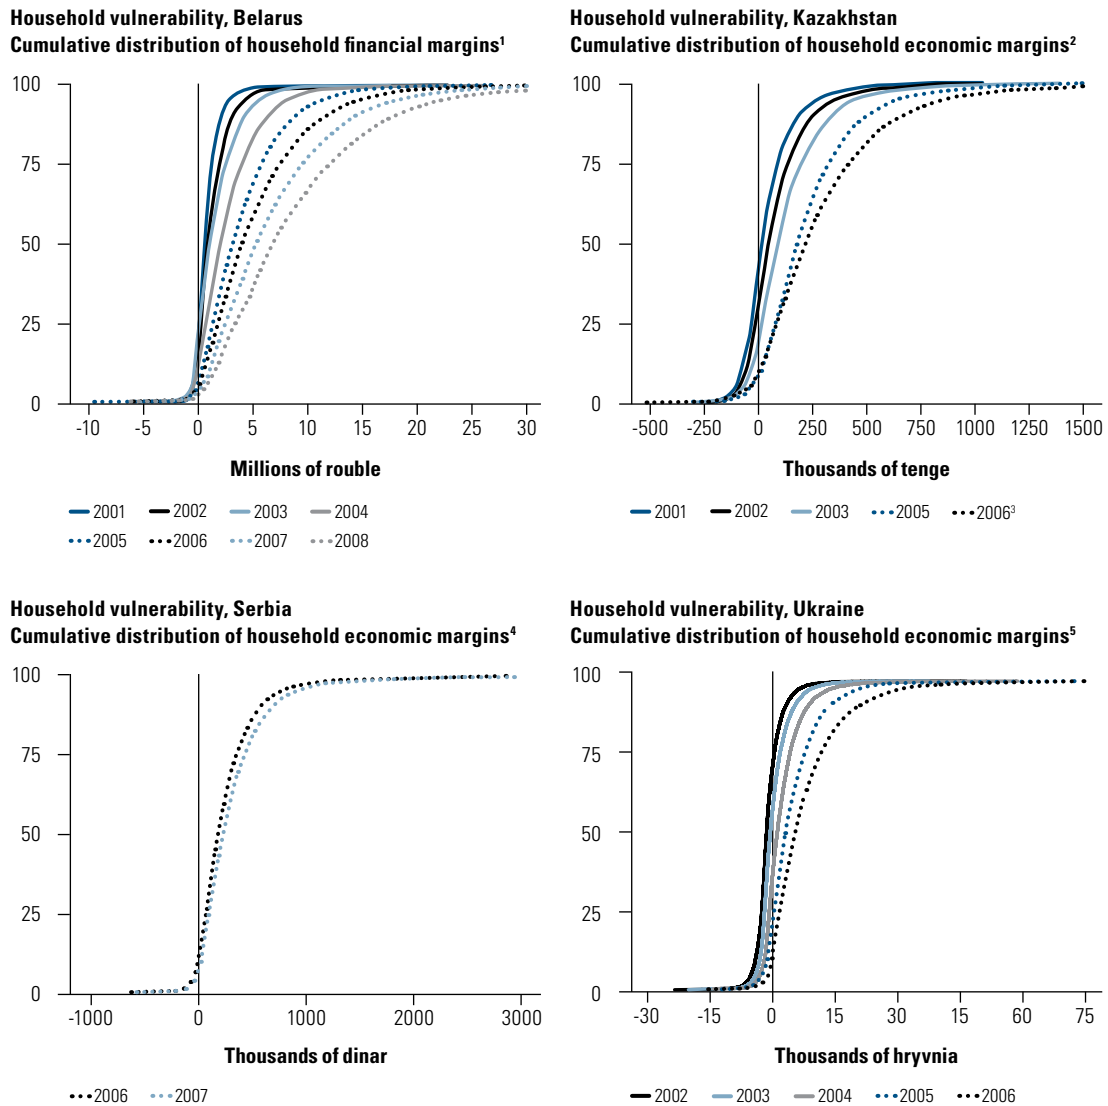 Household vulnerability, Belarus
Cumulative distribution of household financial margins¹
100
75
50
25
0
-10 -5 0 5 10 15 20 25 30
Millions of rouble
2001 2002 2003 2004
2005 2006 2007 2008
Household vulnerability, Kazakhstan
Cumulative distribution of household economic margins²
100
75
50
25
0
-500 -250 0 250 500 750 1000 1250 1500
Thousands of tenge
2001 2002 2003 2005 2006³
Household vulnerability, Serbia
Cumulative distribution of household economic margins⁴
100
75
50
25
0
-1000 0 1000 2000 3000
Thousands of dinar
2006 2007
Household vulnerability, Ukraine
Cumulative distribution of household economic margins⁵
100
75
50
25
0
-30 -15 0 15 30 15 60 75
Thousands of hryvnia
2002 2003 2004 2005 2006